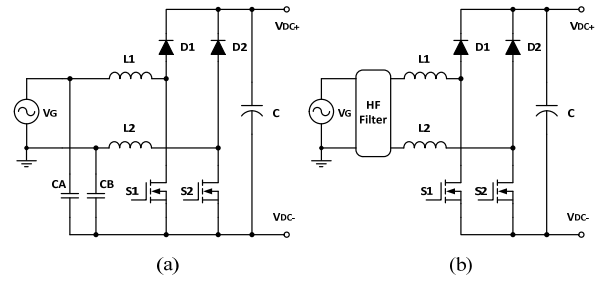 VDC+
L1
D1
D2
VG
L2
C
CA
CB
S1
S2
VDC-
(a)
VDC+
L1
D1
D2
VG
HF
Filter
L2
C
S1
S2
VDC-
(b)